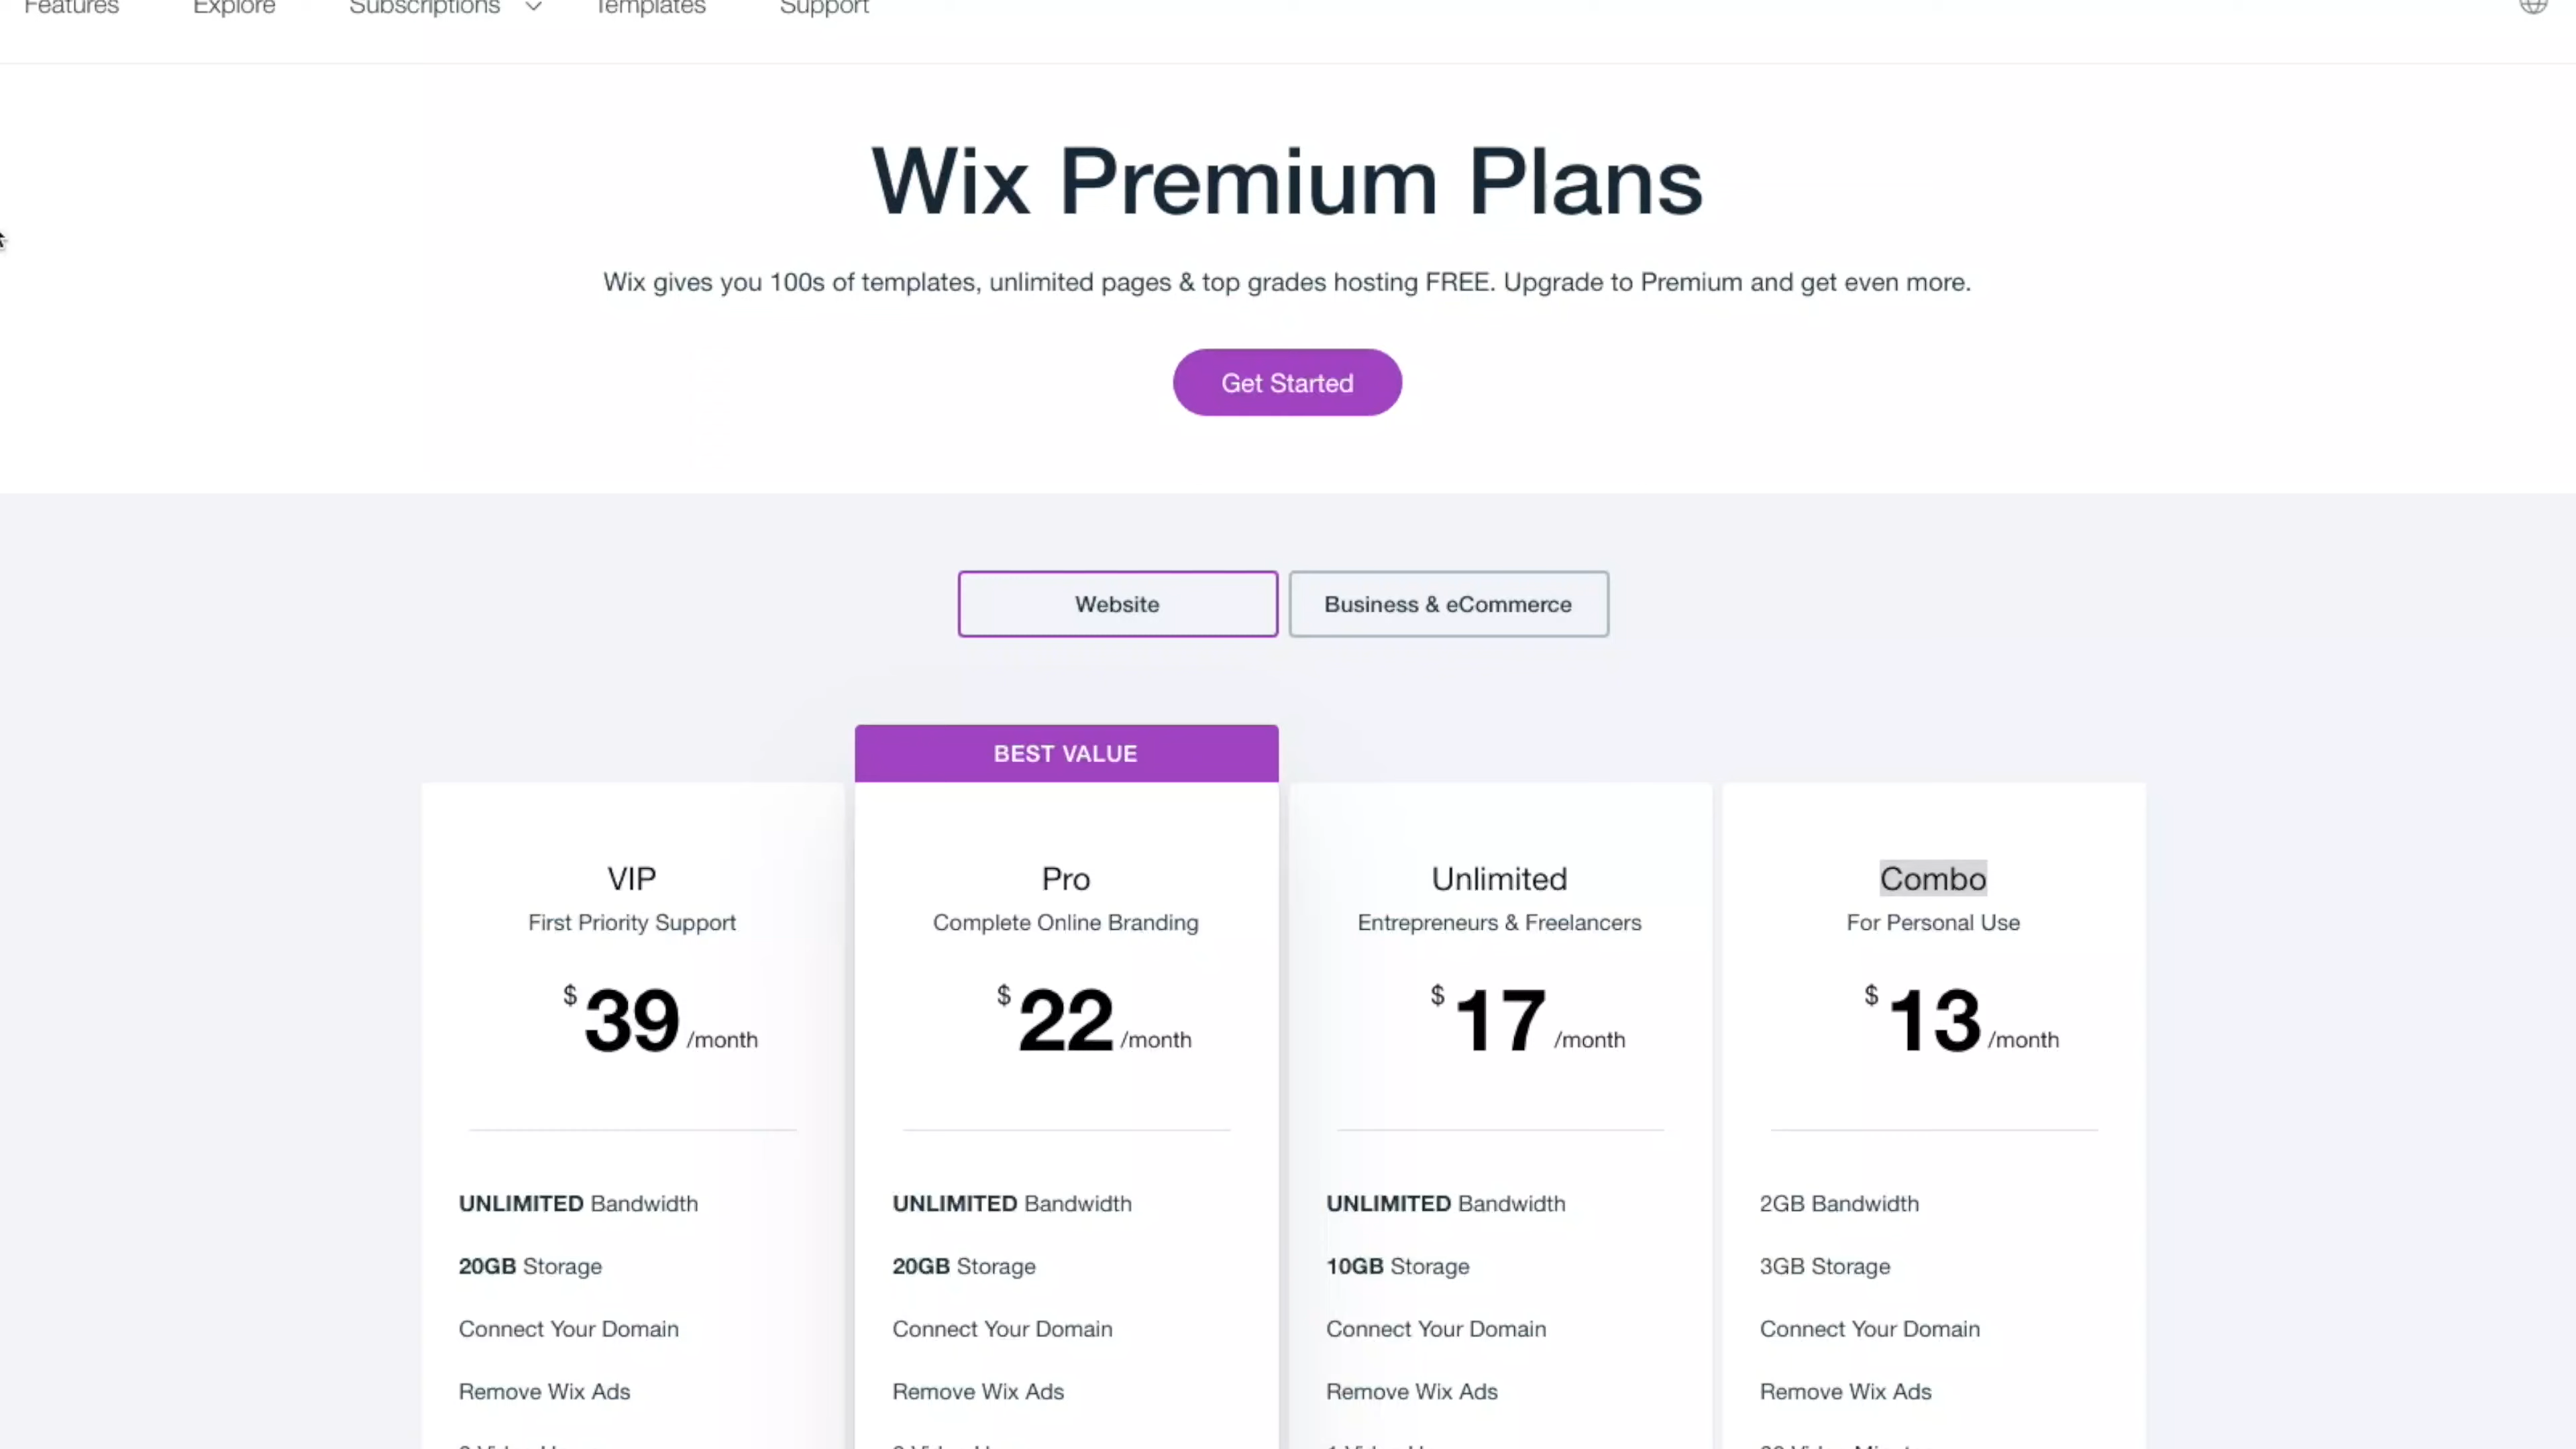 Features Explore Subscriptions Templates Support
Wix Premium Plans
Wix gives you 100s of templates, unlimited pages & top grades hosting FREE. Upgrade to Premium and get even more.
Get Started
Website
Business & eCommerce
BEST VALUE
VIP
First Priority Support
$ 39 /month
UNLIMITED Bandwidth
20GB Storage
Connect Your Domain
Remove Wix Ads
Pro
Complete Online Branding
$ 22 /month
UNLIMITED Bandwidth
20GB Storage
Connect Your Domain
Remove Wix Ads
Unlimited
Entrepreneurs & Freelancers
$ 17 /month
UNLIMITED Bandwidth
10GB Storage
Connect Your Domain
Remove Wix Ads
Combo
For Personal Use
$ 13 /month
2GB Bandwidth
3GB Storage
Connect Your Domain
Remove Wix Ads